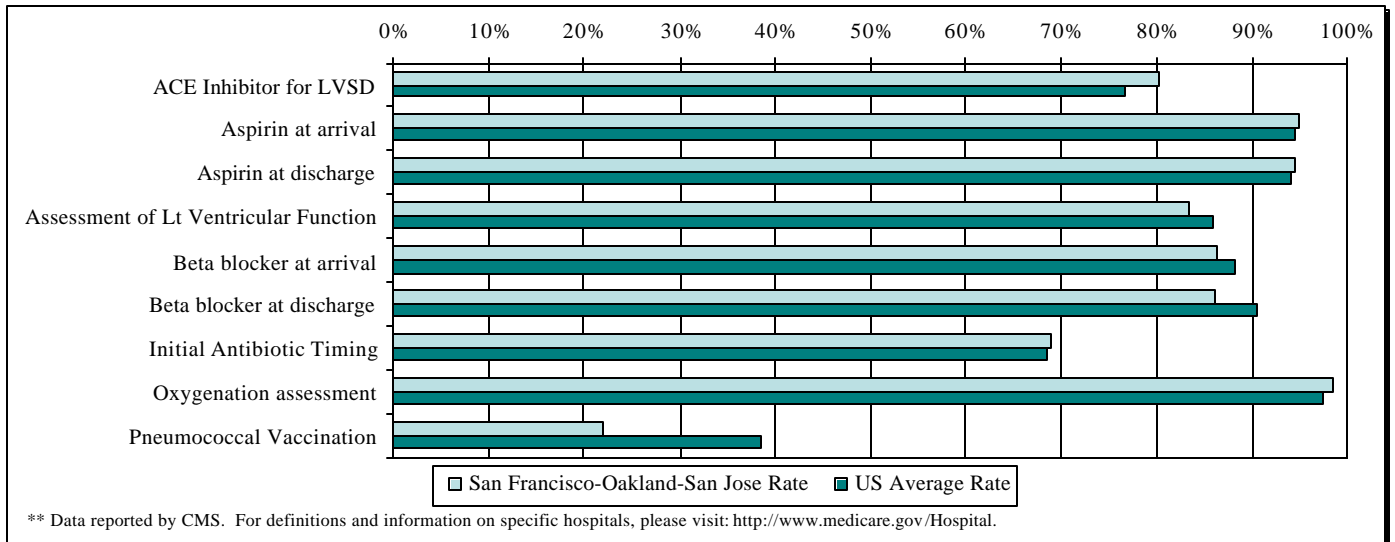 0% 10% 20% 30% 40% 50% 60% 70% 80% 90% 100%
ACE Inhibitor for LVSD
Aspirin at arrival
Aspirin at discharge
Assessment of Lt Ventricular Function
Beta blocker at arrival
Beta blocker at discharge
Initial Antibiotic Timing
Oxygenation assessment
Pneumococcal Vaccination
San Francisco-Oakland-San Jose Rate US Average Rate
** Data reported by CMS. For definitions and information on specific hospitals, please visit: http://www.medicare.gov/Hospital.